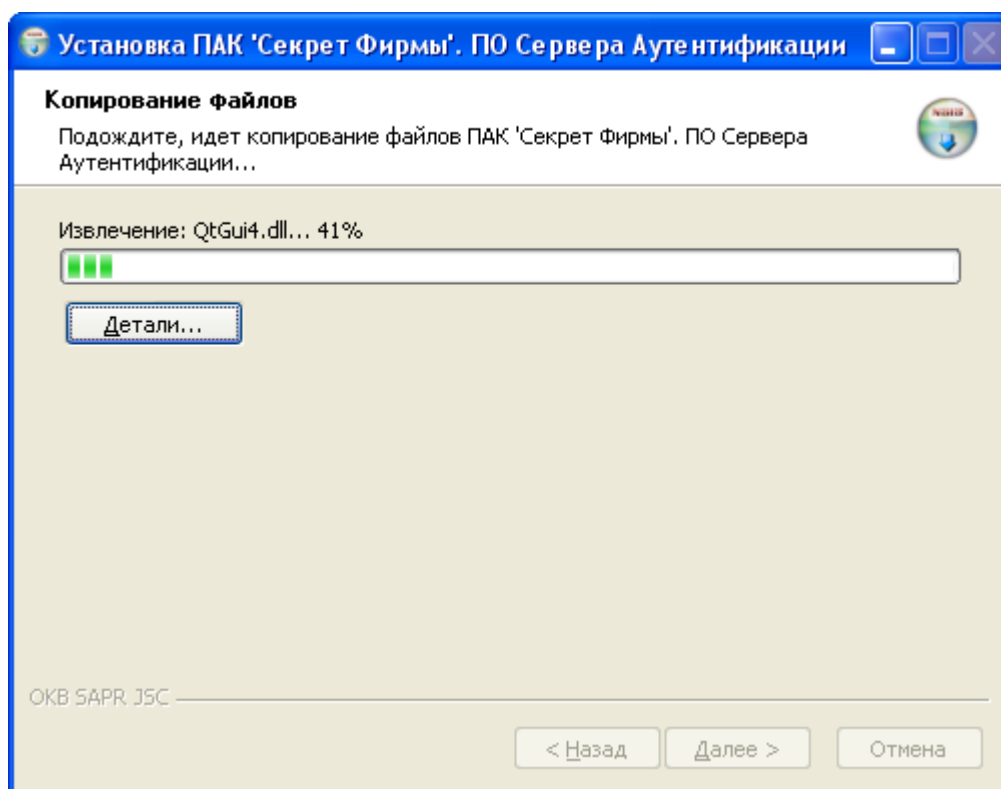 Установка ПАК 'Секрет Фирмы'. ПО Сервера Аутентификации
Копирование файлов
Подождите, идет копирование файлов ПАК 'Секрет Фирмы'. ПО Сервера
Аутентификации...
Извлечение: QtGui4.dll... 41%
Детали...
OKB SAPR JSC
< Назад
Далее >
Отмена